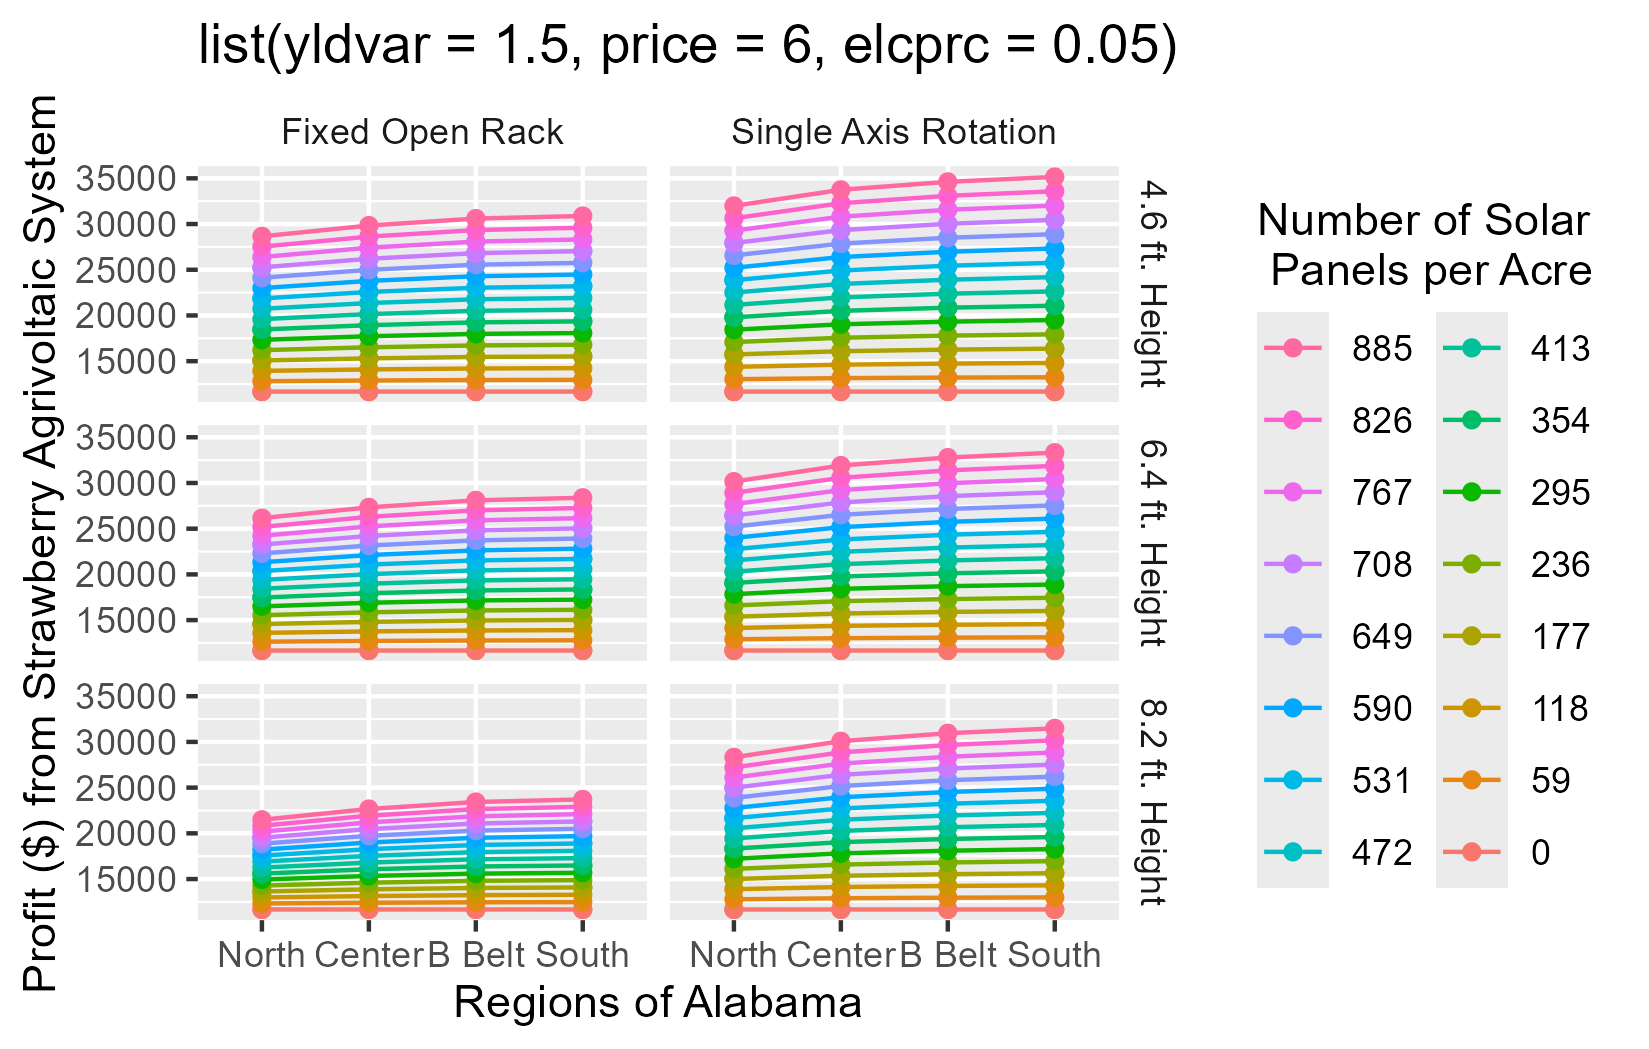 list(yldvar = 1.5, price = 6, elcprc = 0.05)
Profit ($) from Strawberry Agrivoltaic System
Fixed Open Rack
Single Axis Rotation
35000
30000
25000
20000
15000
4.6 ft. Height
35000
30000
25000
20000
15000
6.4 ft. Height
35000
30000
25000
20000
15000
8.2 ft. Height
North Center B Belt South
North Center B Belt South
Regions of Alabama
Number of Solar
Panels per Acre
885
826
767
708
649
590
531
472
413
354
295
236
177
118
59
0